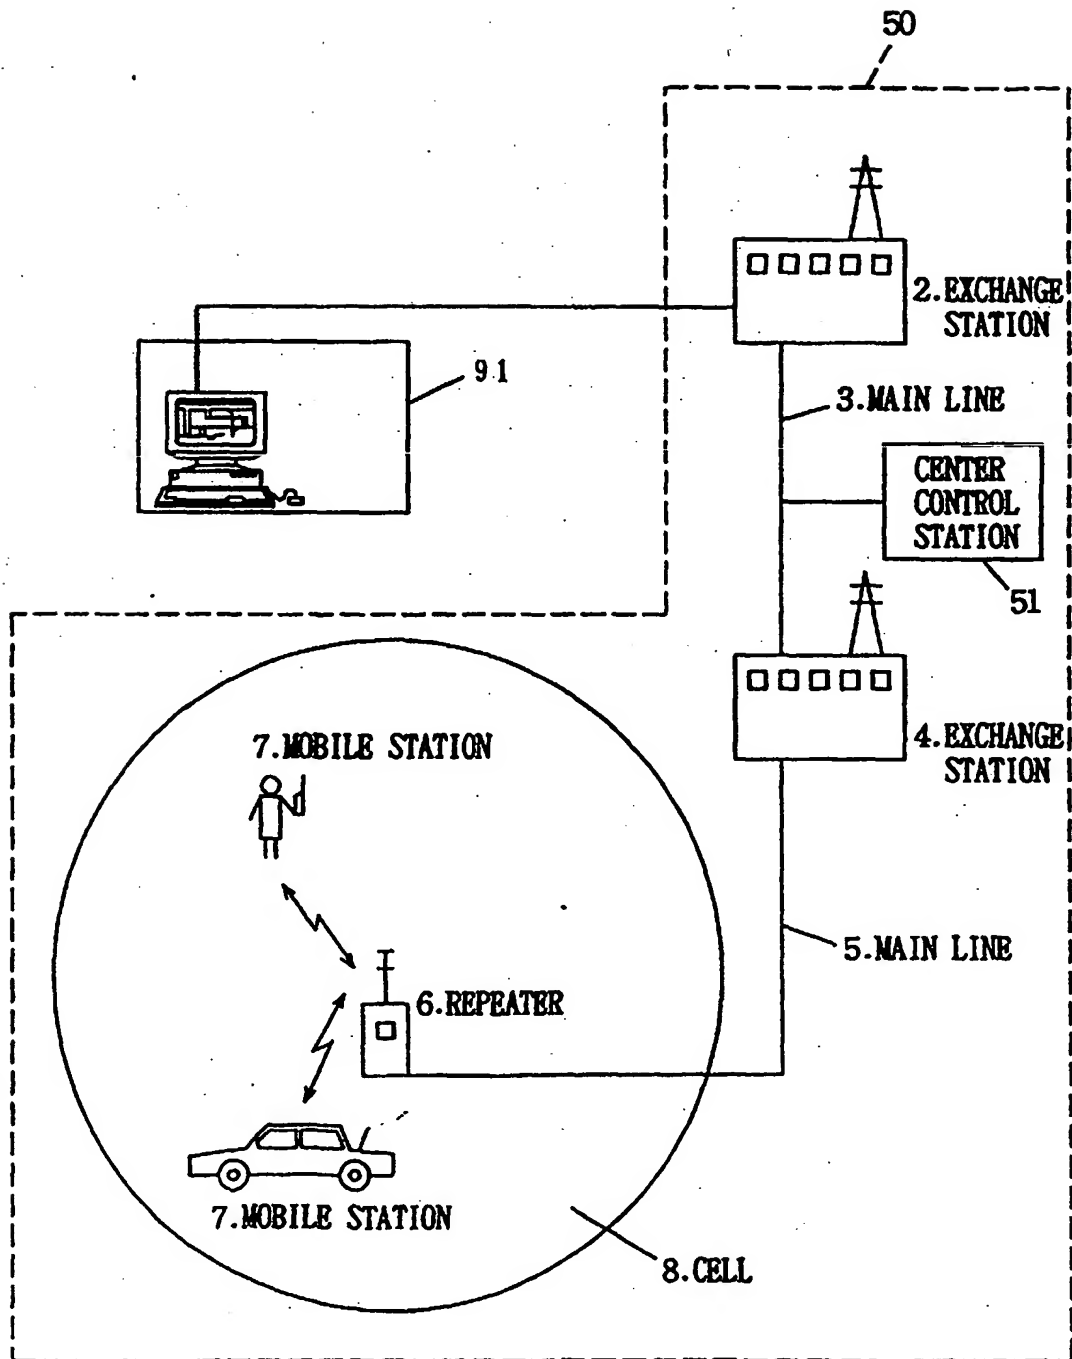 50
2.EXCHANGE
STATION
91
3.MAIN LINE
CENTER
CONTROL
STATION
51
7.MOBILE STATION
4.EXCHANGE
STATION
5.MAIN LINE
6.REPEATER
7.MOBILE STATION
8.CELL